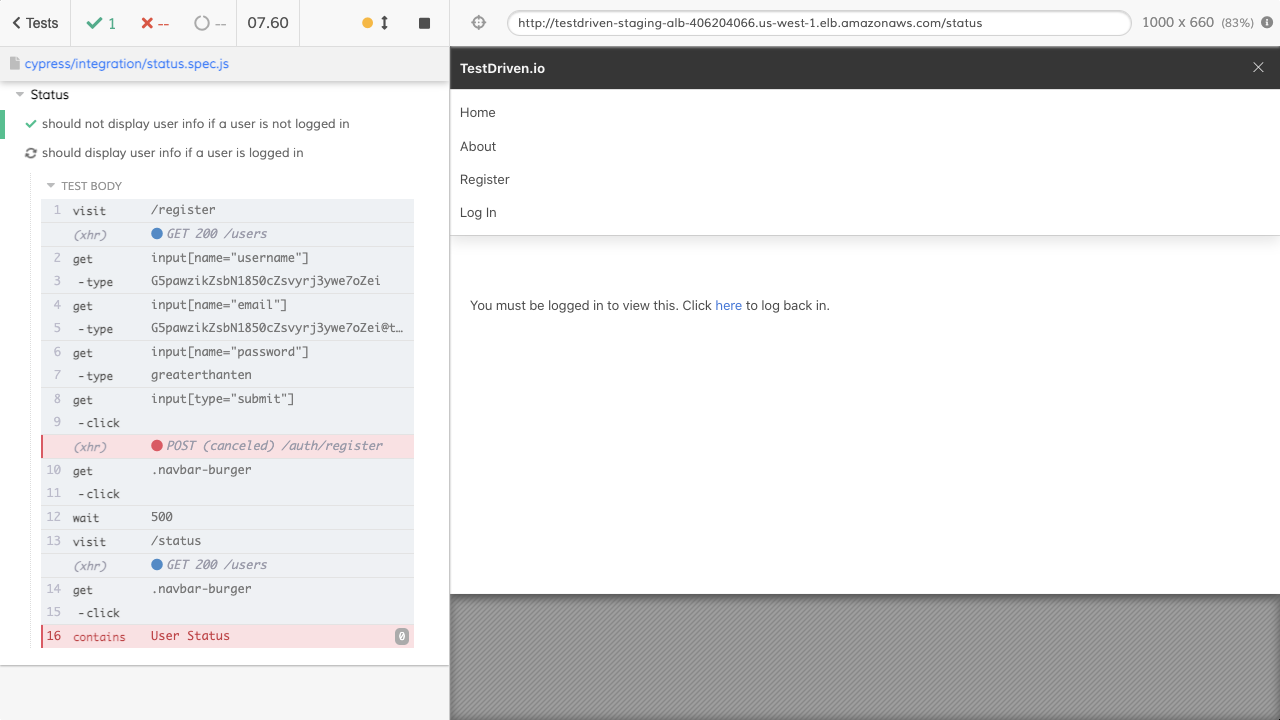 Tests
1
--
--
07.60
http://testdriven-staging-alb-406204066.us-west-1.elb.amazonaws.com/status
1000 x 660 (83%)
cypress/integration/status.spec.js
Status
should not display user info if a user is not logged in
should display user info if a user is logged in
TEST BODY
1 visit /register
(xhr) GET 200 /users
2 get input[name="username"]
3 -type G5pawzikZsbN1850cZsvyrj3ywe7oZei
4 get input[name="email"]
5 -type G5pawzikZsbN1850cZsvyrj3ywe7oZei@t…
6 get input[name="password"]
7 -type greaterthanten
8 get input[type="submit"]
9 -click
(xhr) POST (canceled) /auth/register
10 get .navbar-burger
11 -click
12 wait 500
13 visit /status
(xhr) GET 200 /users
14 get .navbar-burger
15 -click
16 contains User Status 0
TestDriven.io
Home
About
Register
Log In
You must be logged in to view this. Click here to log back in.